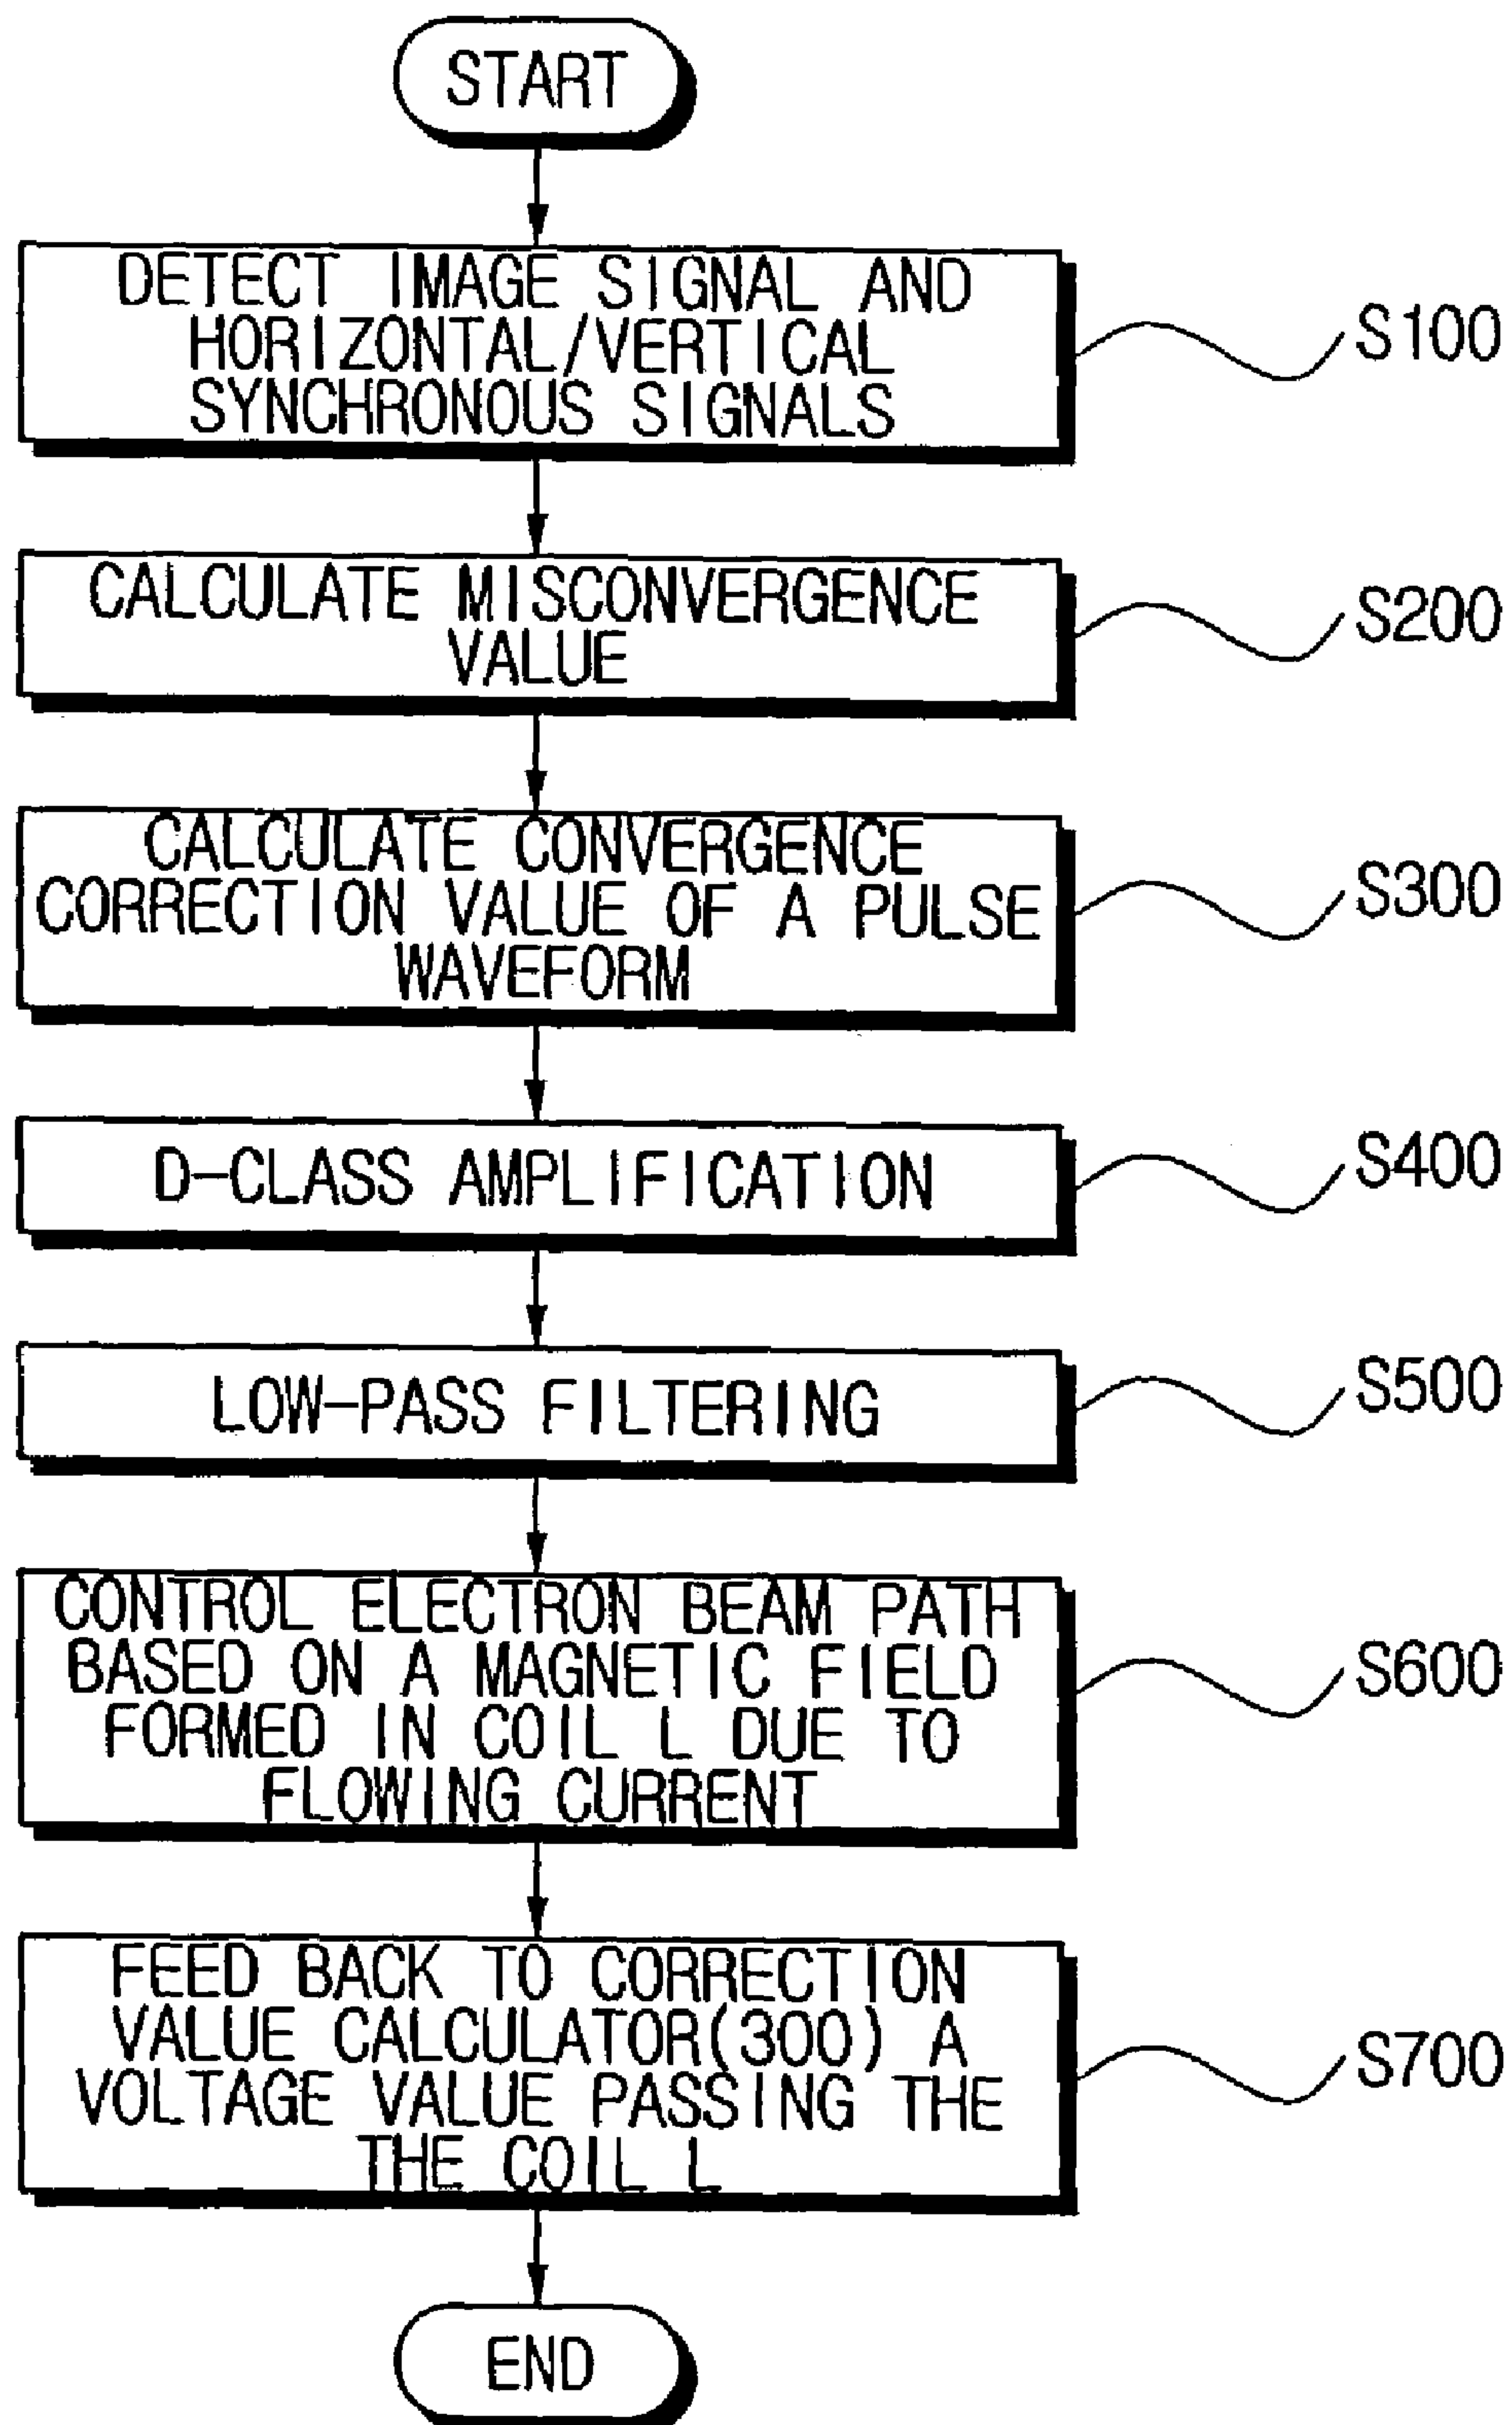 START
DETECT IMAGE SIGNAL AND
HORIZONTAL/VERTICAL
SYNCHRONOUS SIGNALS
S100
CALCULATE MISCONVERGENCE
VALUE
S200
CALCULATE CONVERGENCE
CORRECTION VALUE OF A PULSE
WAVEFORM
S300
D-CLASS AMPLIFICATION
S400
LOW-PASS FILTERING
S500
CONTROL ELECTRON BEAM PATH
BASED ON A MAGNETIC FIELD
FORMED IN COIL L DUE TO
FLOWING CURRENT
S600
FEED BACK TO CORRECTION
VALUE CALCULATOR(300) A
VOLTAGE VALUE PASSING THE
THE COIL L
S700
END